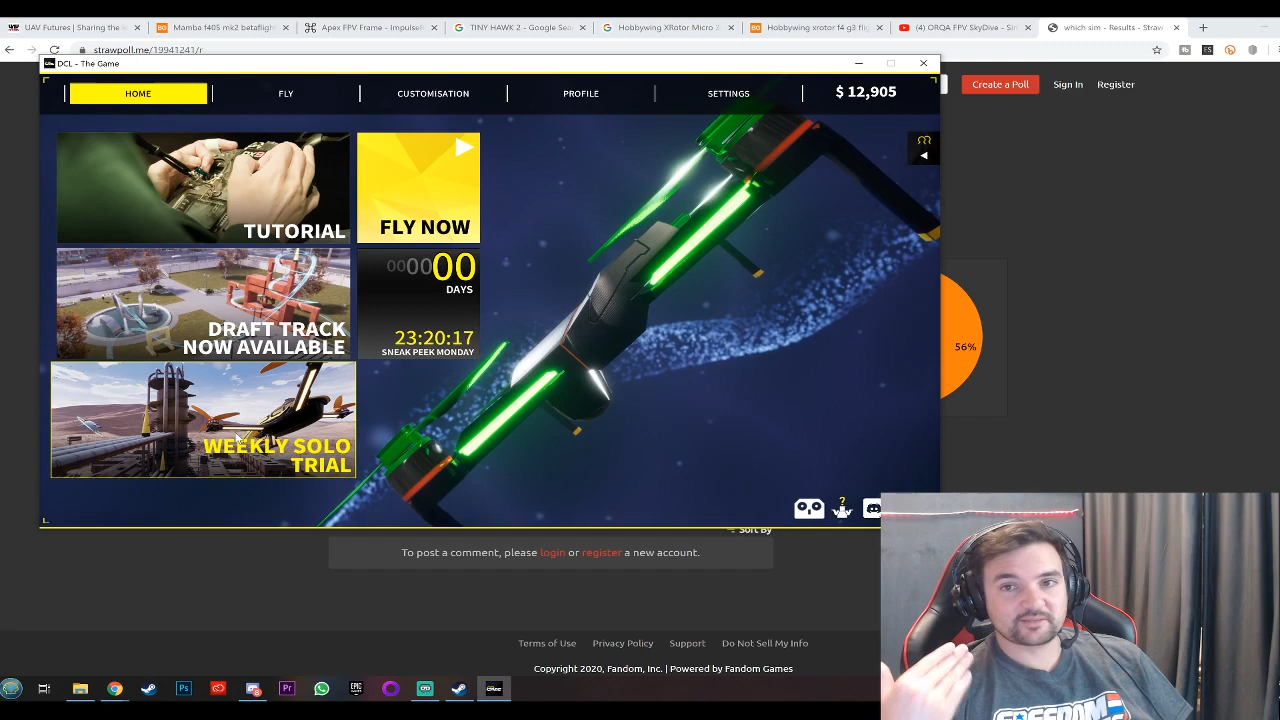 UAV Futures | Sharing the l
Mamba f405 mk2 betaflight
Apex FPV Frame - ImpulseR
TINY HAWK 2 - Google Sea
Hobbywing XRotor Micro
Hobbywing xrotor f4 g3 flig
(4) ORQA FPV SkyDive - Sim
which sim - Results - Straw
strawpoll.me/19941241/r
DCL - The Game
HOME
FLY
CUSTOMISATION
PROFILE
SETTINGS
$ 12,905
Create a Poll
Sign In
Register
TUTORIAL
FLY NOW
DRAFT TRACK
NOW AVAILABLE
000000
DAYS
23:20:17
SNEAK PEEK MONDAY
WEEKLY SOLO
TRIAL
56%
Sort By
To post a comment, please login or register a new account.
Terms of Use
Privacy Policy
Support
Do Not Sell My Info
Copyright 2020, Fandom, Inc. | Powered by Fandom Games
FREEDOM